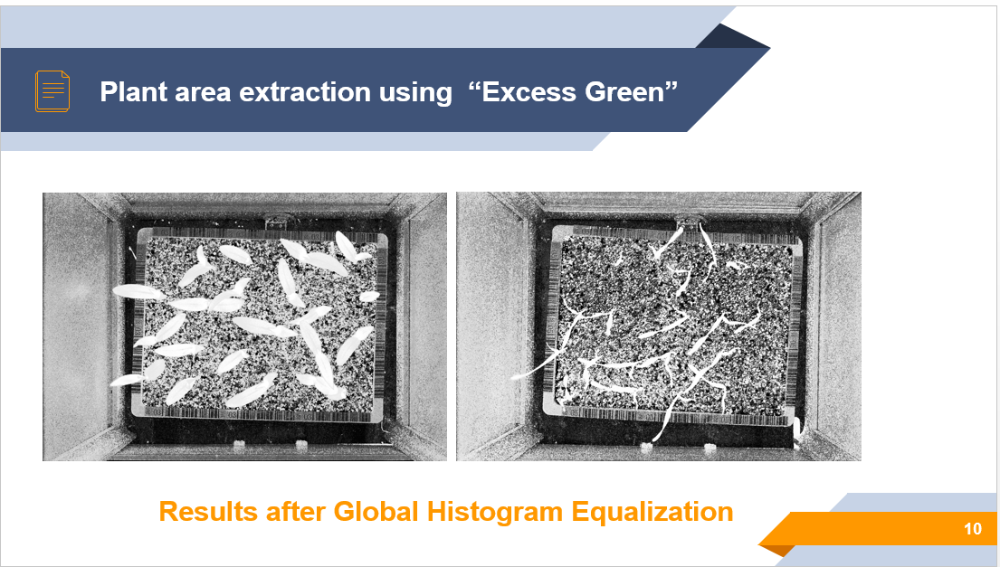 Plant area extraction using “Excess Green”
Results after Global Histogram Equalization
10